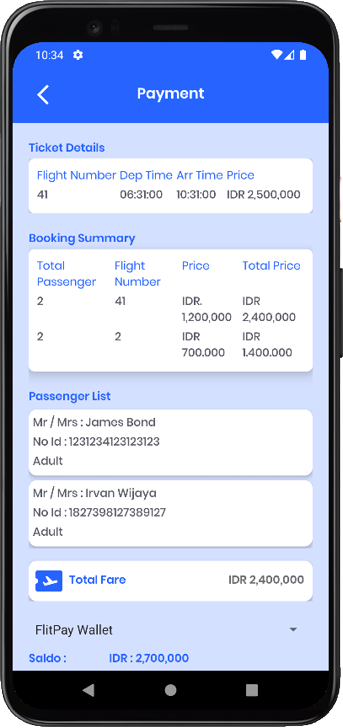 10:34
Payment
Ticket Details
Flight Number Dep Time Arr Time Price
41 06:31:00 10:31:00 IDR 2,500,000
Booking Summary
Total Flight Price Total Price
Passenger Number
2 41 IDR. IDR
1,200,000 2,400,000
2 2 IDR IDR
700.000 1.400.000
Passenger List
Mr / Mrs : James Bond
No Id : 1231234123123123
Adult
Mr / Mrs : Irvan Wijaya
No Id : 1827398127389127
Adult
Total Fare IDR 2,400,000
FlitPay Wallet
Saldo : IDR : 2,700,000